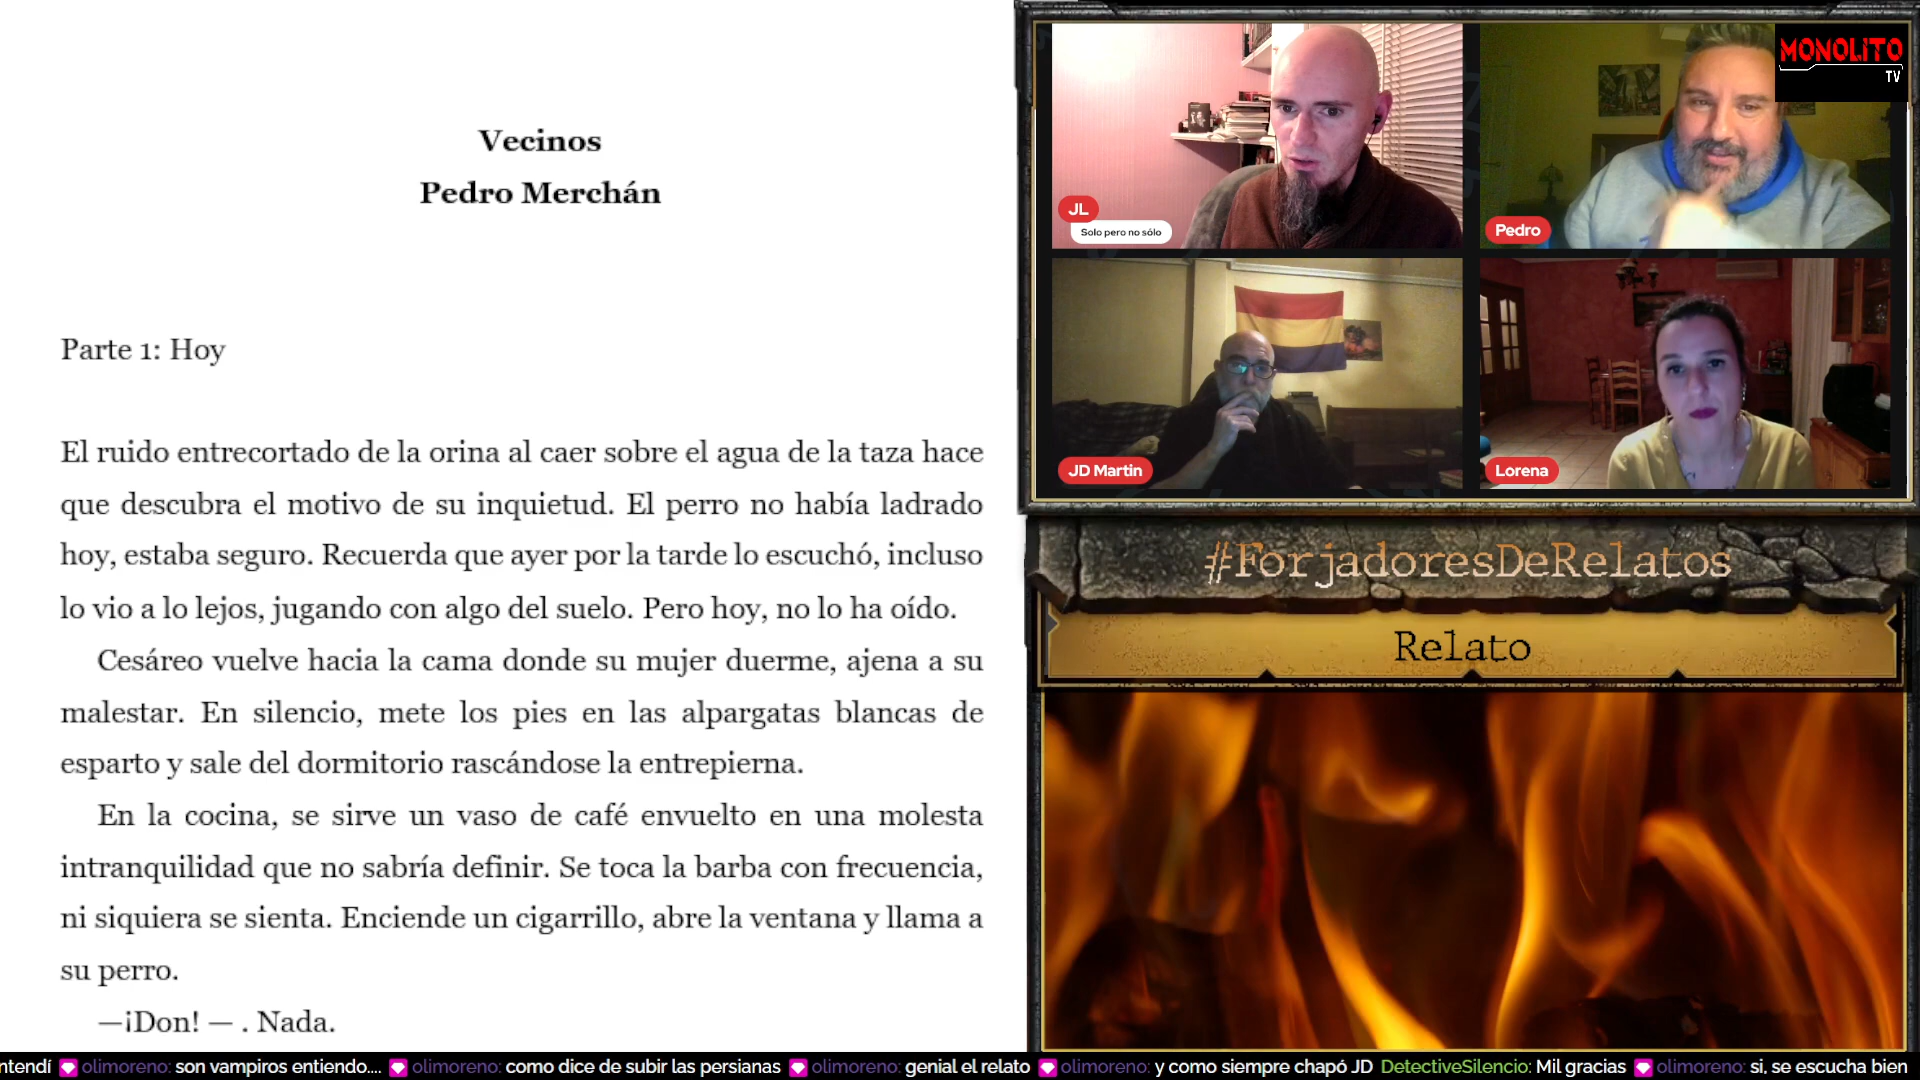 Vecinos
Pedro Merchán
Parte 1: Hoy
El ruido entrecortado de la orina al caer sobre el agua de la taza hace
que descubra el motivo de su inquietud. El perro no había ladrado
hoy, estaba seguro. Recuerda que ayer por la tarde lo escuchó, incluso
lo vio a lo lejos, jugando con algo del suelo. Pero hoy, no lo ha oído.
Cesáreo vuelve hacia la cama donde su mujer duerme, ajena a su
malestar. En silencio, mete los pies en las alpargatas blancas de
esparto y sale del dormitorio rascándose la entrepierna.
En la cocina, se sirve un vaso de café envuelto en una molesta
intranquilidad que no sabría definir. Se toca la barba con frecuencia,
ni siquiera se sienta. Enciende un cigarrillo, abre la ventana y llama a
su perro.
—¡Don! — . Nada.
MONOLITO
TV
JL
Solo pero no sólo
Pedro
JD Martin
Lorena
#ForjadoresDeRelatos
Relato
ntendí olimoreno: son vampiros entiendo.... olimoreno: como dice de subir las persianas olimoreno: genial el relato olimoreno: y como siempre chapó JD DetectiveSilencio: Mil gracias olimoreno: si, se escucha bien